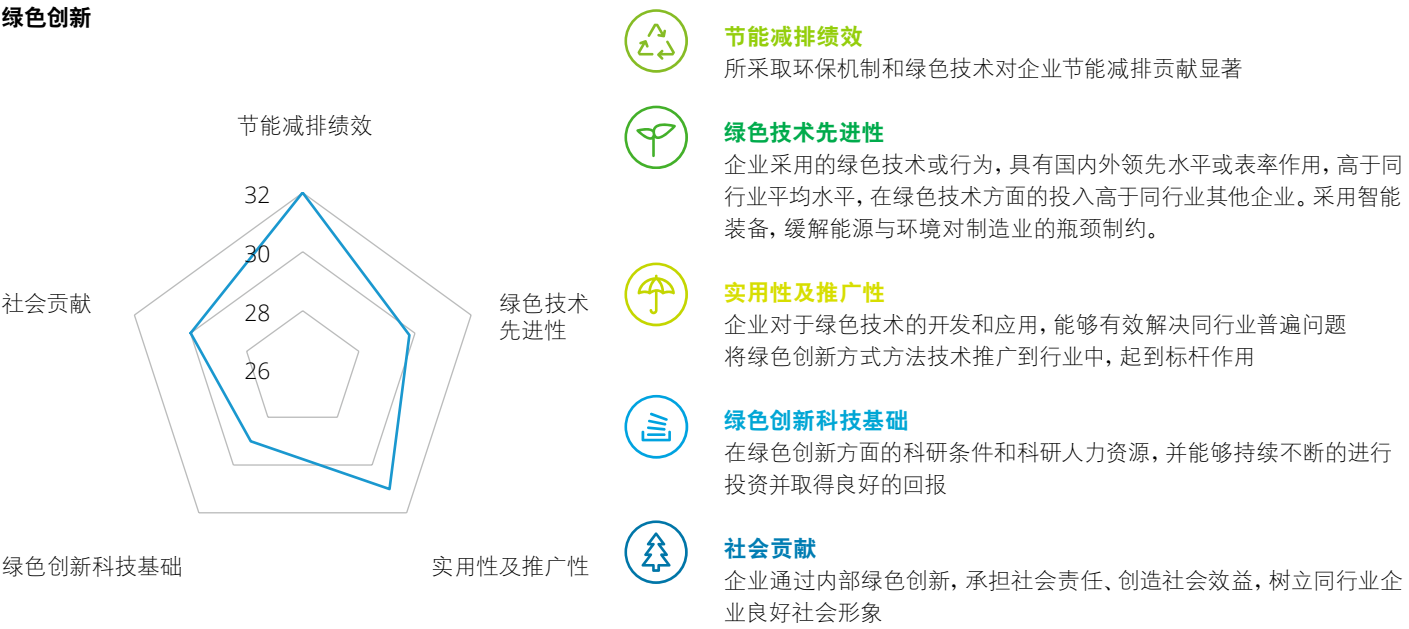 绿色创新
节能减排绩效
32
30
28
26
社会贡献
绿色技术
先进性
绿色创新科技基础
实用性及推广性
节能减排绩效
所采取环保机制和绿色技术对企业节能减排贡献显著
绿色技术先进性
企业采用的绿色技术或行为，具有国内外领先水平或表率作用，高于同
行业平均水平，在绿色技术方面的投入高于同行业其他企业。采用智能
装备，缓解能源与环境对制造业的瓶颈制约。
实用性及推广性
企业对于绿色技术的开发和应用，能够有效解决同行业普遍问题
将绿色创新方式方法技术推广到行业中，起到标杆作用
绿色创新科技基础
在绿色创新方面的科研条件和科研人力资源，并能够持续不断的进行
投资并取得良好的回报
社会贡献
企业通过内部绿色创新，承担社会责任、创造社会效益，树立同行业企
业良好社会形象